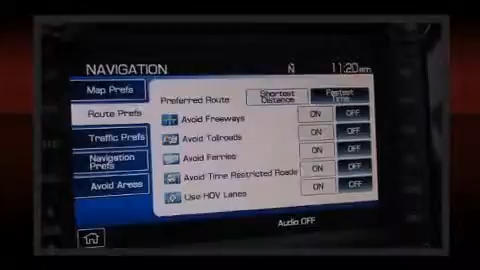 NAVIGATION N 11:20am
Map Prefs
Route Prefs
Traffic Prefs
Navigation
Prefs
Avoid Areas
Preferred Route
Shortest
Distance
Fastest
Time
Avoid Freeways ON OFF
Avoid Tollroads ON OFF
Avoid Ferries ON OFF
Avoid Time Restricted Roads ON OFF
Use HOV Lanes ON OFF
Audio OFF